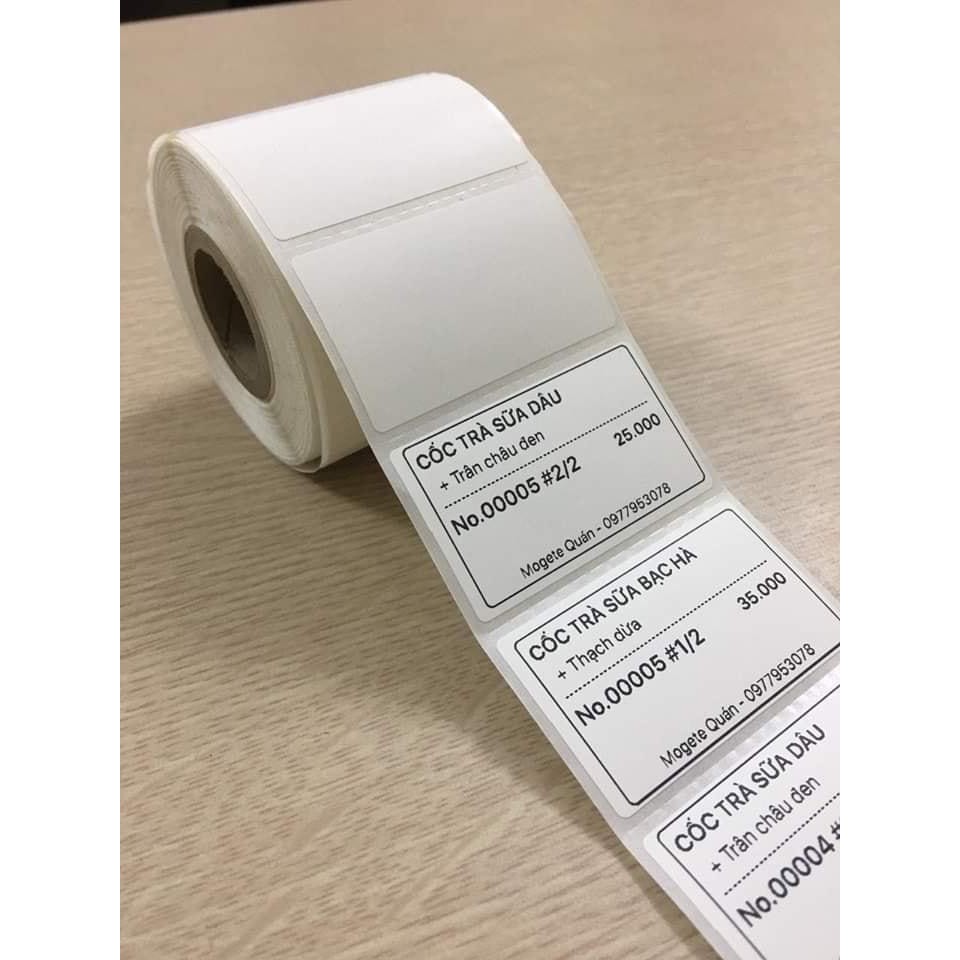 CỐC TRÀ SỮA DÂU
+ Trân châu đen
25.000
No.00005 #2/2
Mogete Quán - 0977953078
CỐC TRÀ SỮA BẠC HÀ
+ Thạch dừa
35.000
No.00005 #1/2
Mogete Quán - 0977953078
CỐC TRÀ SỮA DÂU
+ Trân châu đen
No.00004 #